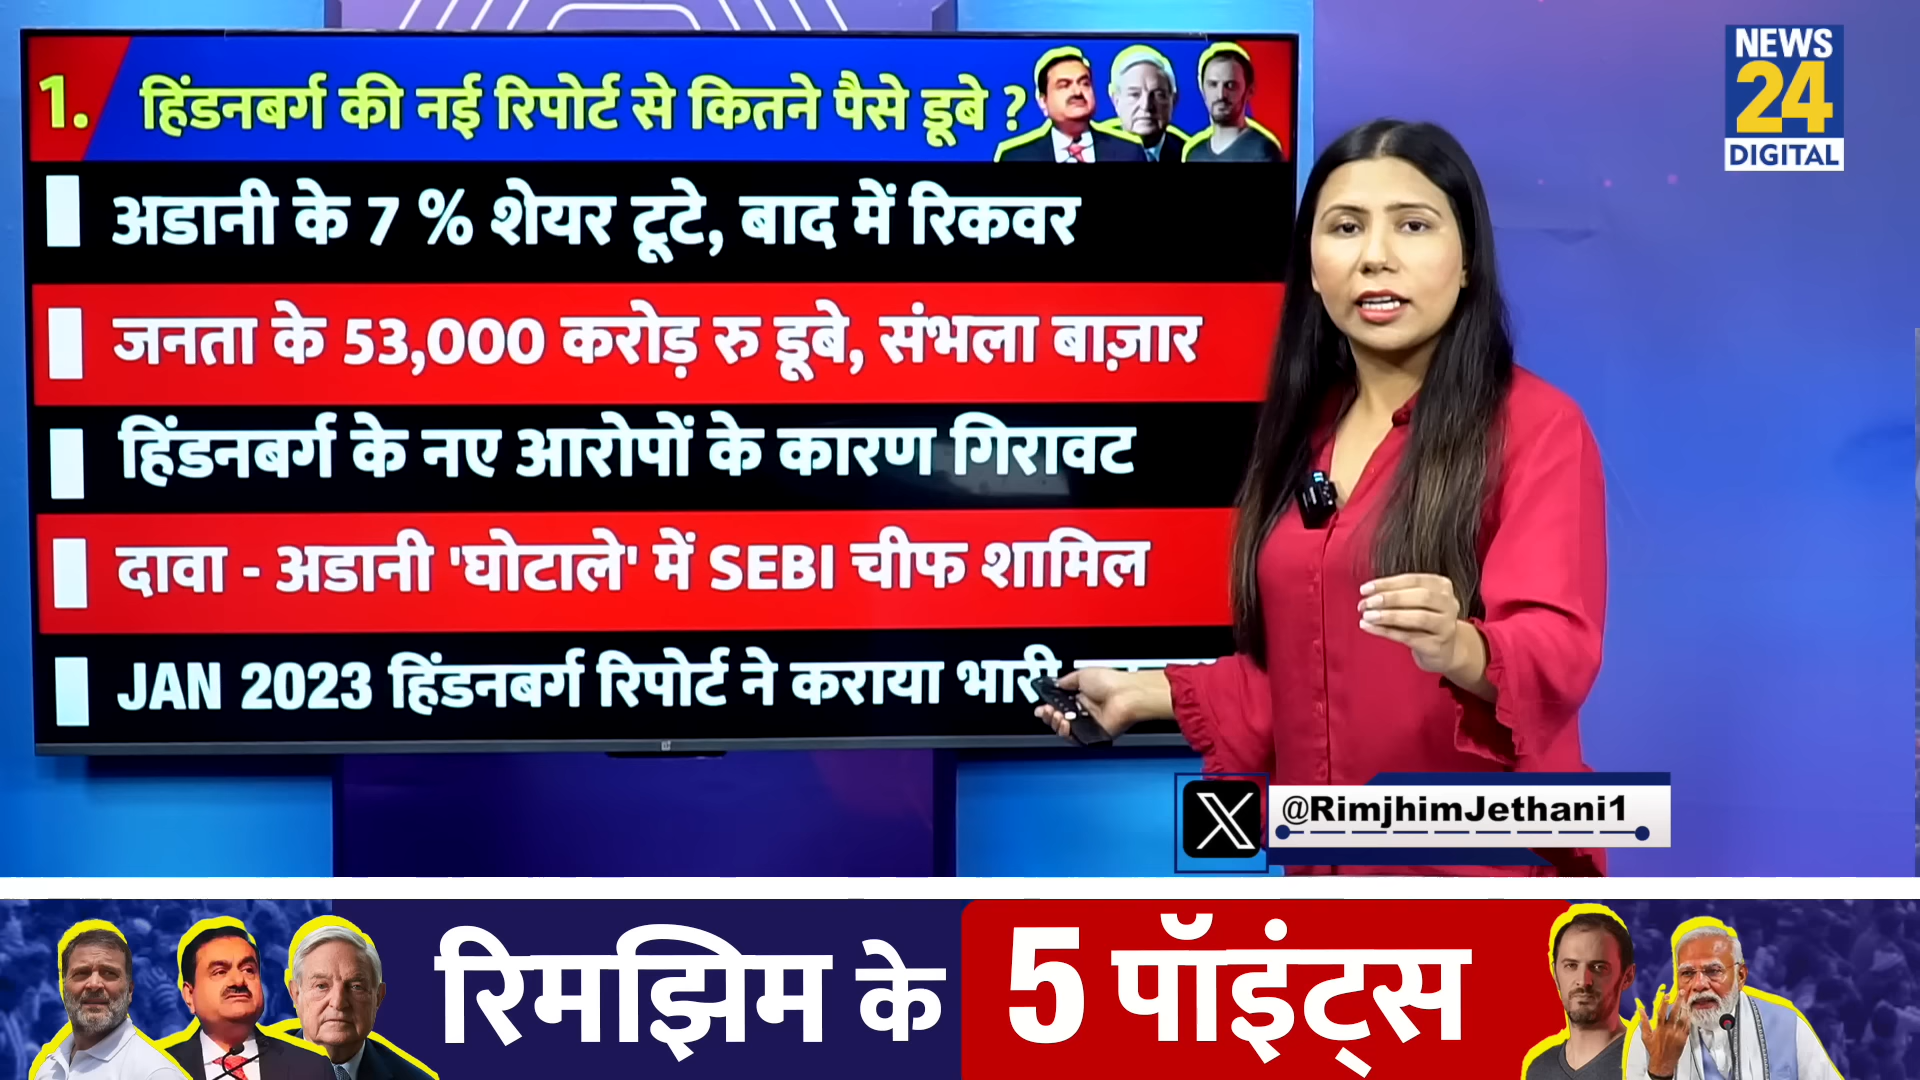 1. हिंडनबर्ग की नई रिपोर्ट से कितने पैसे डूबे ?
अडानी के 7 % शेयर टूटे, बाद में रिकवर
जनता के 53,000 करोड़ रु डूबे, संभला बाज़ार
हिंडनबर्ग के नए आरोपों के कारण गिरावट
दावा - अडानी 'घोटाले' में SEBI चीफ शामिल
JAN 2023 हिंडनबर्ग रिपोर्ट ने कराया भारी
NEWS
24
DIGITAL
@RimjhimJethani1
रिमझिम के 5 पॉइंट्स